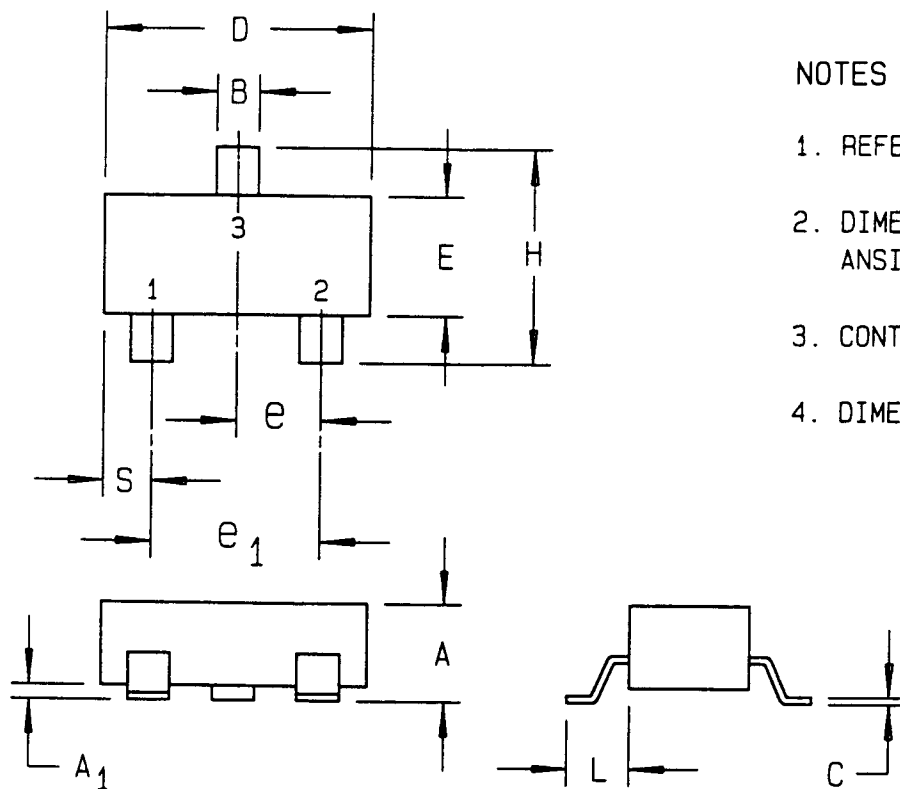 D
B
NOTES
1. REFE
3
2. DIME
E
H
ANSI
1
2
3. CONT
e
4. DIME
S
e1
A
A1
L
C